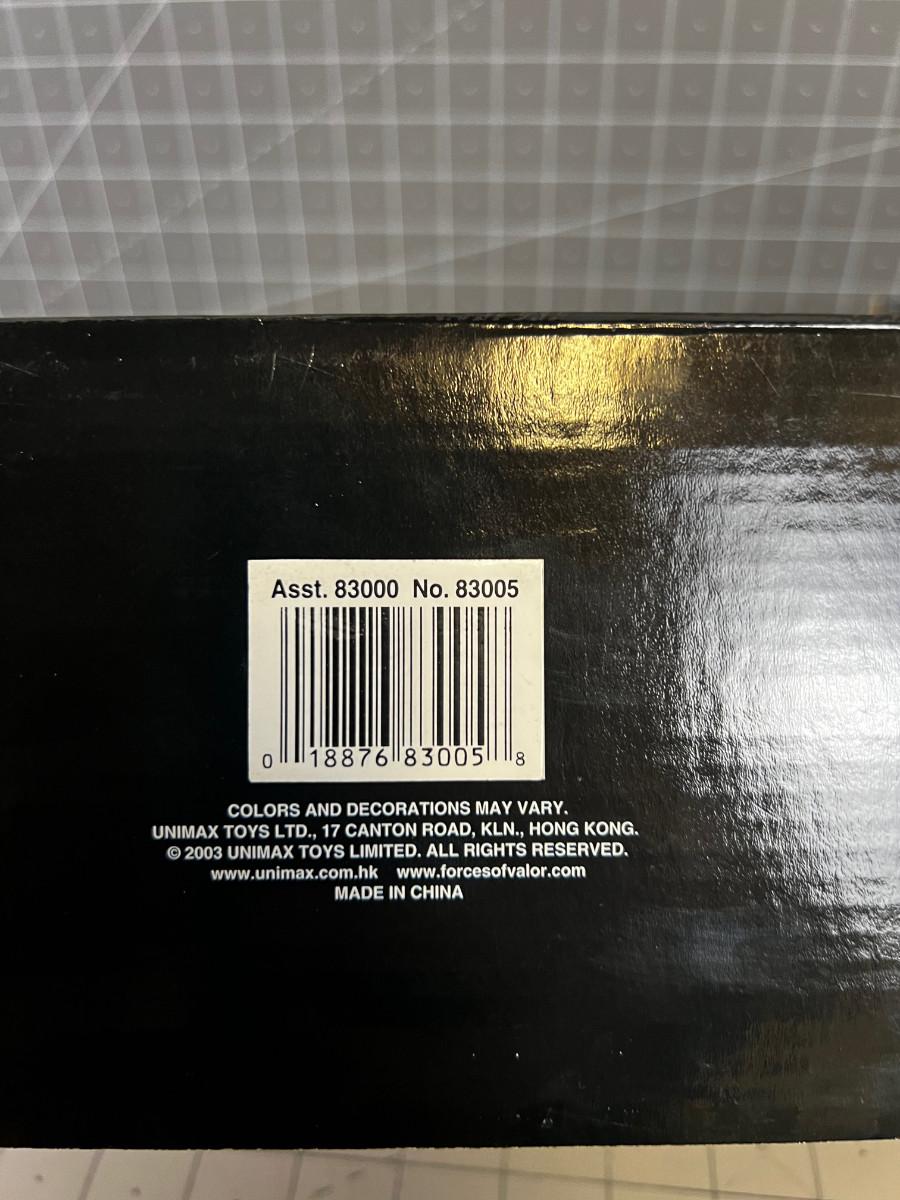 Asst. 83000 No. 83005
0 18876 83005 8
COLORS AND DECORATIONS MAY VARY.
UNIMAX TOYS LTD., 17 CANTON ROAD, KLN., HONG KONG.
© 2003 UNIMAX TOYS LIMITED. ALL RIGHTS RESERVED.
www.unimax.com.hk www.forcesofvalor.com
MADE IN CHINA